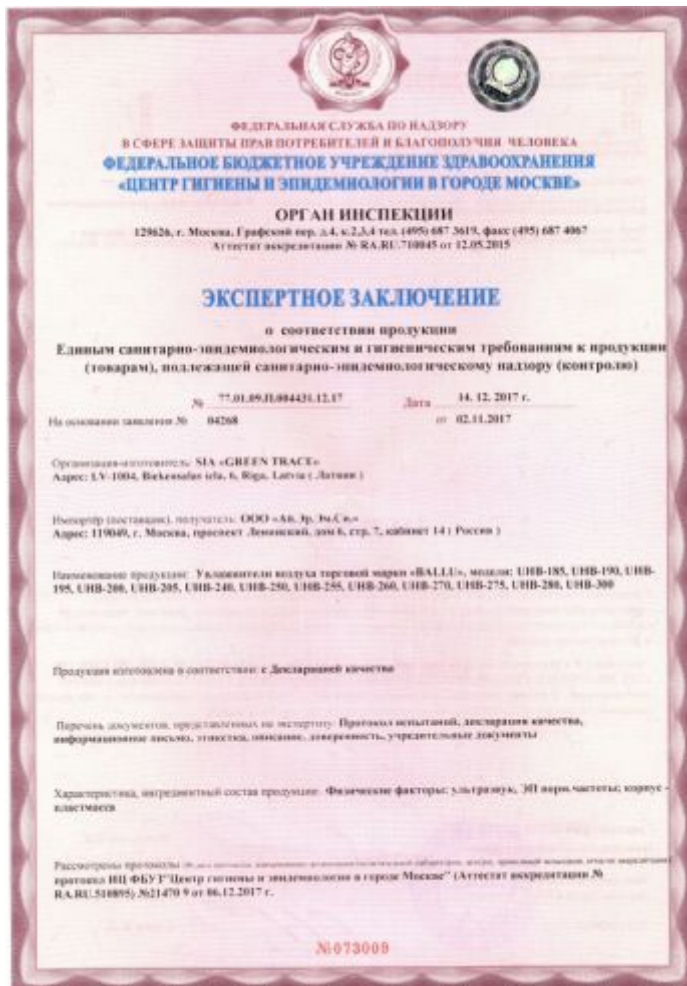 ФЕДЕРАЛЬНАЯ СЛУЖБА ПО НАДЗОРУ
В СФЕРЕ ЗАЩИТЫ ПРАВ ПОТРЕБИТЕЛЕЙ И БЛАГОПОЛУЧИЯ ЧЕЛОВЕКА
ФЕДЕРАЛЬНОЕ БЮДЖЕТНОЕ УЧРЕЖДЕНИЕ ЗДРАВООХРАНЕНИЯ
«ЦЕНТР ГИГИЕНЫ И ЭПИДЕМИОЛОГИИ В ГОРОДЕ МОСКВЕ»
ОРГАН ИНСПЕКЦИИ
129626, г. Москва, Графский пер. д.4, к.2,3,4 тел. (495) 687 3619, факс (495) 687 4067
Аттестат аккредитации № RA.RU.710045 от 12.05.2015
ЭКСПЕРТНОЕ ЗАКЛЮЧЕНИЕ
о соответствии продукции
Единым санитарно-эпидемиологическим и гигиеническим требованиям к продукции
(товарам), подлежащей санитарно-эпидемиологическому надзору (контролю)
№ 77.01.09.П.004431.12.17 Дата 14. 12. 2017 г.
На основании заявления № 04268 от 02.11.2017
Организация-изготовитель: SIA «GREEN TRACE»
Адрес: LV-1004, Biekensalas iela, 6, Riga, Latvia ( Латвия )
Импортёр (поставщик), получатель: ООО «Ай. Эр. Эм.Си.»
Адрес: 119049, г. Москва, проспект Ленинский, дом 6, стр. 7, кабинет 14 ( Россия )
Наименование продукции: Увлажнители воздуха торговой марки «BALLU», модели: UHB-185, UHB-190, UHB-
195, UHB-200, UHB-205, UHB-240, UHB-250, UHB-255, UHB-260, UHB-270, UHB-275, UHB-280, UHB-300
Продукция изготовлена в соответствии: с Декларацией качества
Перечень документов, представленных на экспертизу: Протокол испытаний, декларация качества,
информационное письмо, этикетка, описание, доверенность, учредительные документы
Характеристика, ингредиентный состав продукции: Физические факторы: ультразвук, ЭП норм.частоты; корпус -
пластмасса
Рассмотрены протоколы
протокол ИЦ ФБУЗ"Центр гигиены и эпидемиологии в городе Москве" (Аттестат аккредитации №
RA.RU.510895) №21470 9 от 06.12.2017 г.
№073009